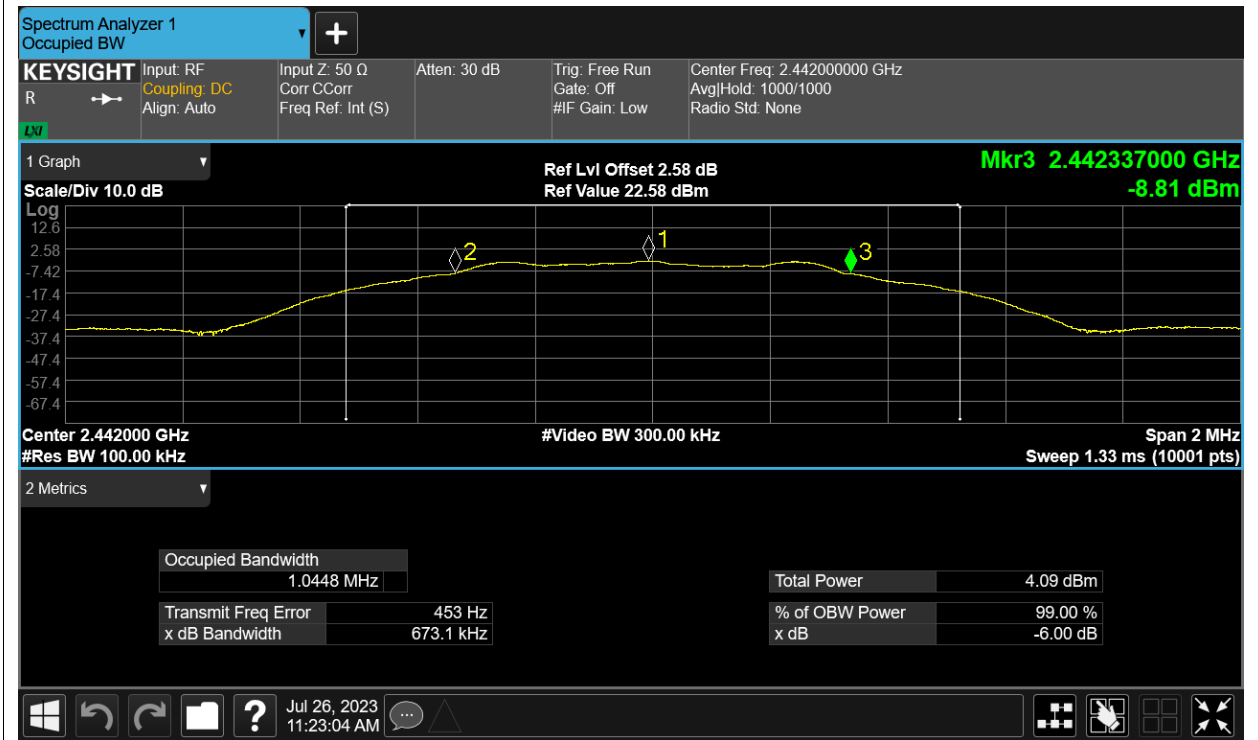 Spectrum Analyzer 1
Occupied BW
KEYSIGHT
R
LXI
Input: RF
Coupling: DC
Align: Auto
Input Z: 50 Ω
Corr CCorr
Freq Ref: Int (S)
Atten: 30 dB
Trig: Free Run
Gate: Off
#IF Gain: Low
Center Freq: 2.442000000 GHz
Avg|Hold: 1000/1000
Radio Std: None
1 Graph
Scale/Div 10.0 dB
Ref Lvl Offset 2.58 dB
Ref Value 22.58 dBm
Mkr3 2.442337000 GHz
-8.81 dBm
Log
12.6
2.58
-7.42
-17.4
-27.4
-37.4
-47.4
-57.4
-67.4
2
1
3
Center 2.442000 GHz
#Res BW 100.00 kHz
#Video BW 300.00 kHz
Span 2 MHz
Sweep 1.33 ms (10001 pts)
2 Metrics
Occupied Bandwidth
1.0448 MHz
Transmit Freq Error 453 Hz
x dB Bandwidth 673.1 kHz
Total Power 4.09 dBm
% of OBW Power 99.00 %
x dB -6.00 dB
?
Jul 26, 2023
11:23:04 AM